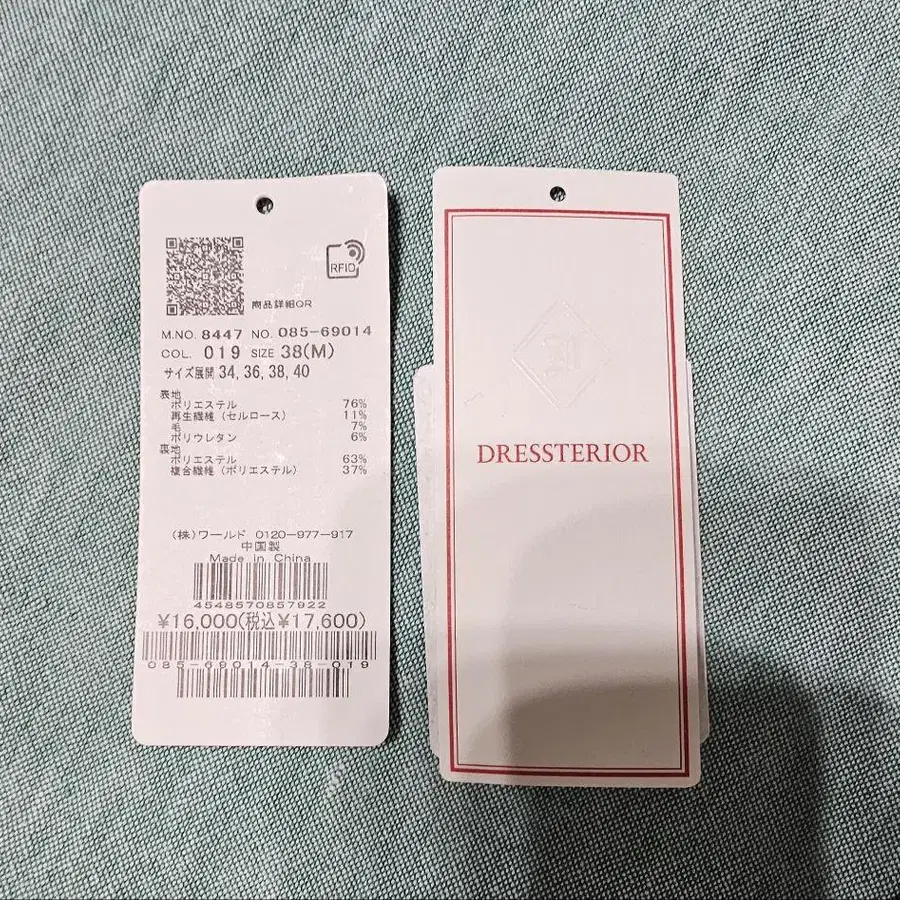 RFID
商品詳細QR
M.NO. 8447 NO. 085-69014
COL. 019 SIZE 38(M)
サイズ展開 34, 36, 38, 40
表地
ポリエステル 76%
再生繊維（セルロース） 11%
毛 7%
ポリウレタン 6%
裏地
ポリエステル 63%
複合繊維（ポリエステル） 37%
（株）ワールド 0120-977-917
中国製
Made in China
4548570857922
¥16,000(税込¥17,600)
085-69014-38-019
DRESSTERIOR